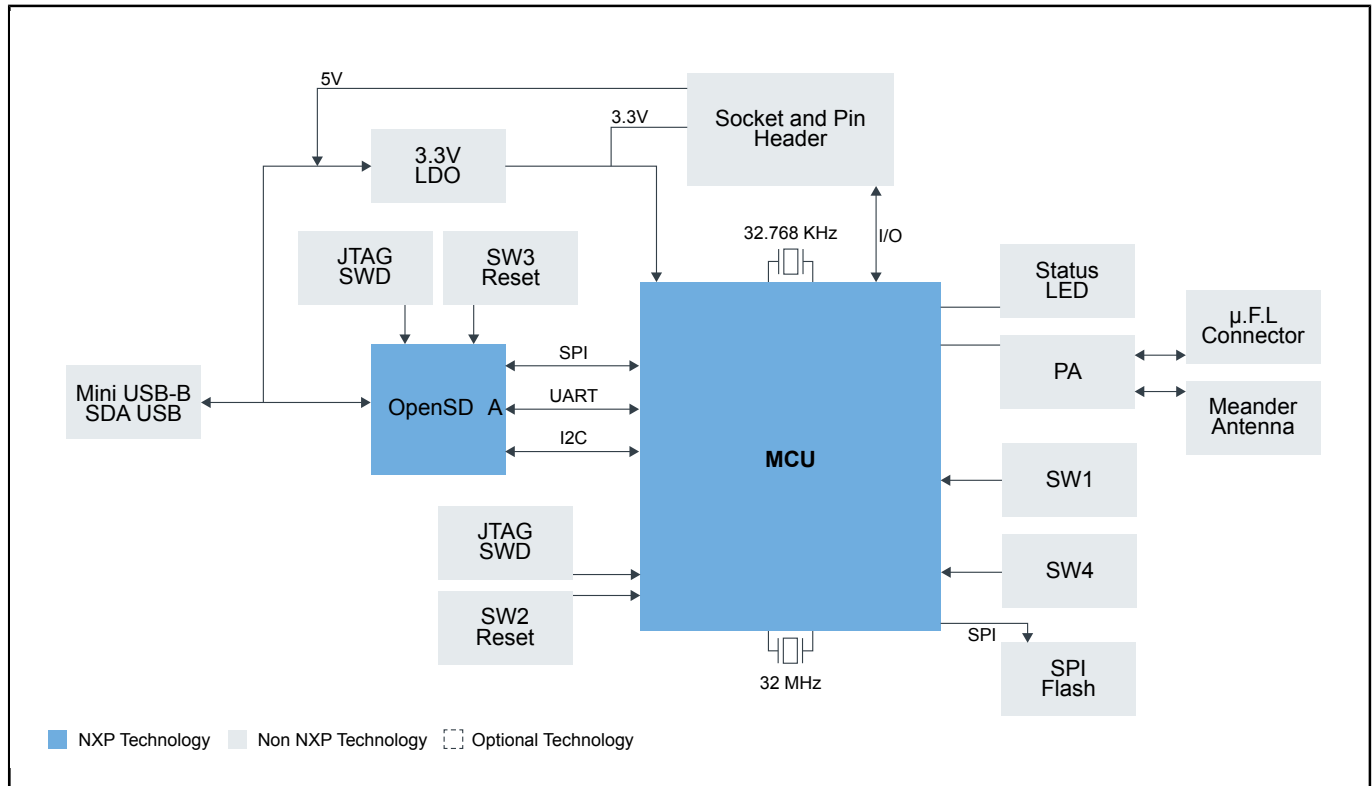 5V
Socket and Pin
Header
3.3V
3.3V
LDO
32.768 KHz
I/O
JTAG
SWD
SW3
Reset
Status
LED
µ.F.L
Connector
SPI
PA
Mini USB-B
SDA USB
OpenSD A
UART
Meander
Antenna
I2C
MCU
SW1
JTAG
SWD
SW4
SW2
Reset
SPI
32 MHz
SPI
Flash
NXP Technology
Non NXP Technology
Optional Technology